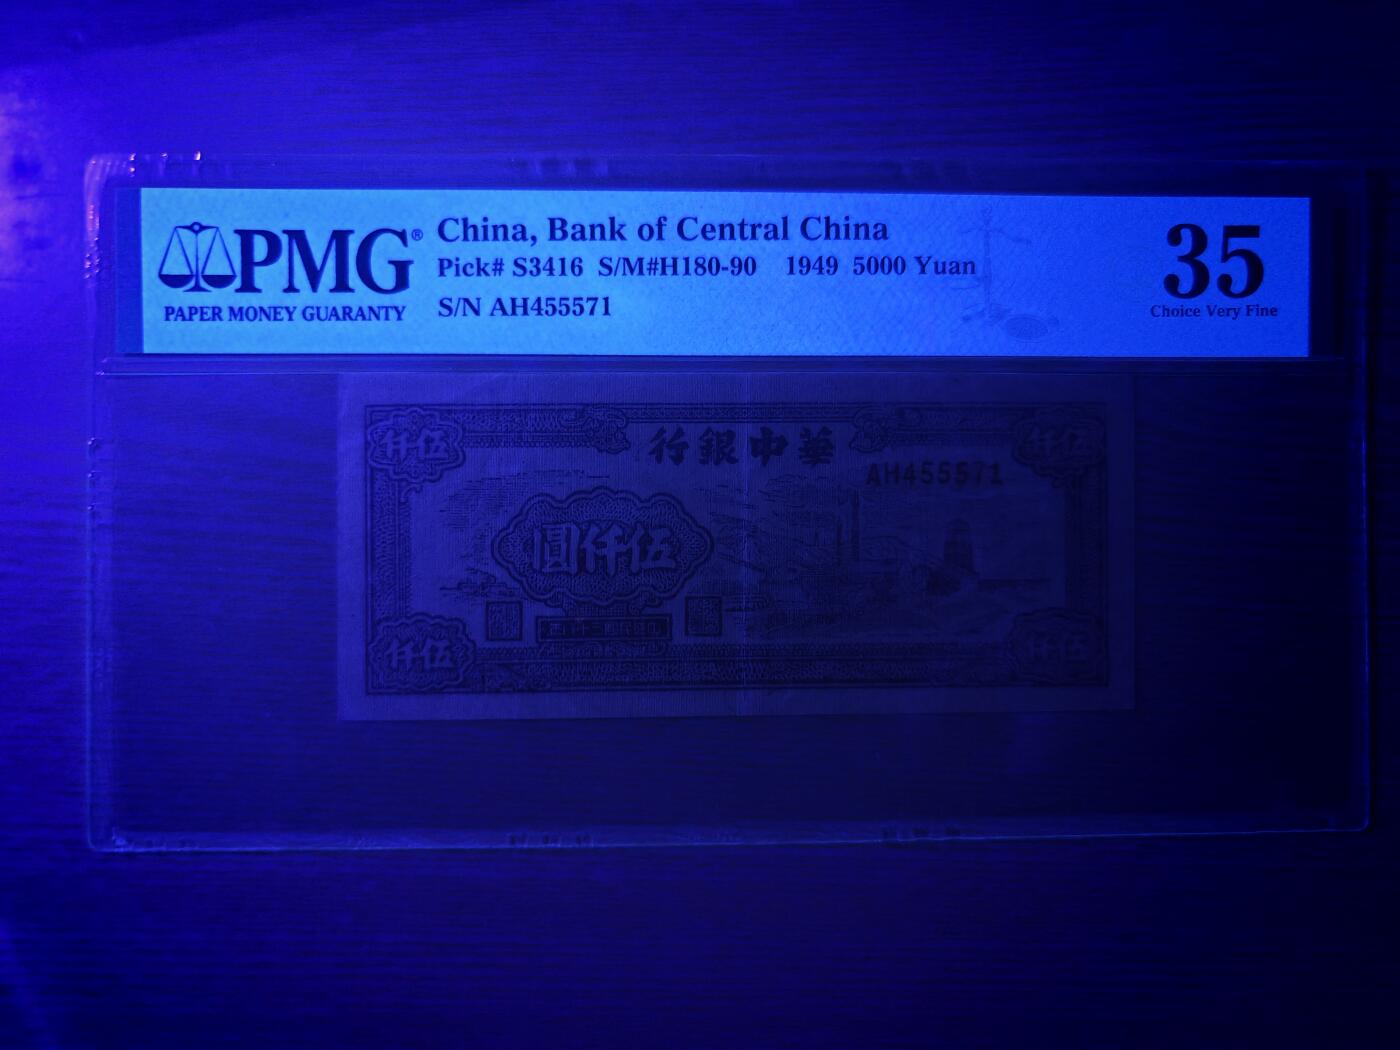 PMG®
PAPER MONEY GUARANTY
China, Bank of Central China
Pick# S3416 S/M#H180-90 1949 5000 Yuan
S/N AH455571
35
Choice Very Fine
仟伍
行銀中華
仟伍
AH455571
圓仟伍
仟伍
仟伍